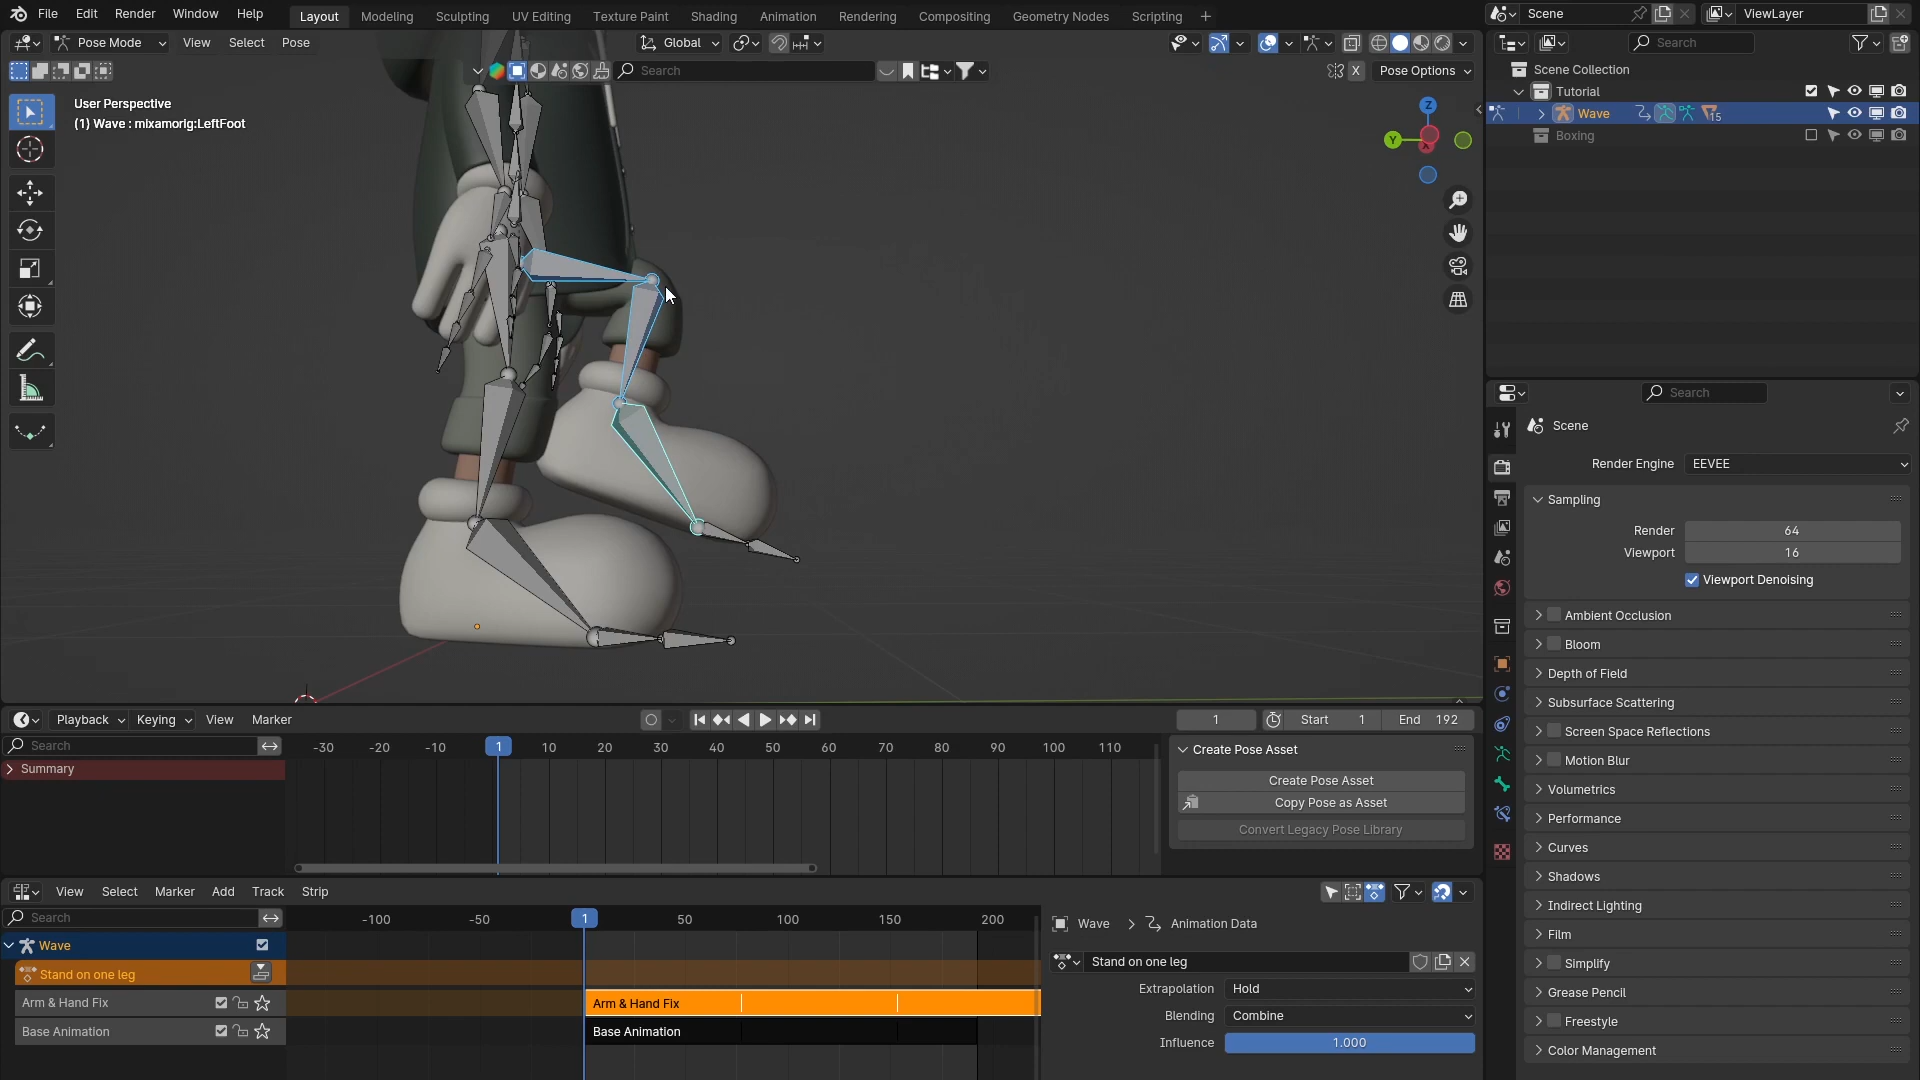 File Edit Render Window Help Layout Modeling Sculpting UV Editing Texture Paint Shading Animation Rendering Compositing Geometry Nodes Scripting + Scene ViewLayer
Pose Mode View Select Pose Global Search
Search X Pose Options
User Perspective
(1) Wave : mixamorig:LeftFoot
Z
Y
X
Scene Collection
Tutorial
Wave 15
Boxing
Search
Scene
Render Engine EEVEE
Sampling
Render 64
Viewport 16
Viewport Denoising
Ambient Occlusion
Bloom
Depth of Field
Subsurface Scattering
Screen Space Reflections
Motion Blur
Volumetrics
Performance
Curves
Shadows
Indirect Lighting
Film
Simplify
Grease Pencil
Freestyle
Color Management
Playback Keying View Marker 1 Start 1 End 192
Search -30 -20 -10 1 10 20 30 40 50 60 70 80 90 100 110
Summary
Create Pose Asset
Create Pose Asset
Copy Pose as Asset
Convert Legacy Pose Library
View Select Marker Add Track Strip
Search -100 -50 1 50 100 150 200
Wave
Stand on one leg
Arm & Hand Fix Arm & Hand Fix
Base Animation Base Animation
Wave Animation Data
Stand on one leg
Extrapolation Hold
Blending Combine
Influence 1.000